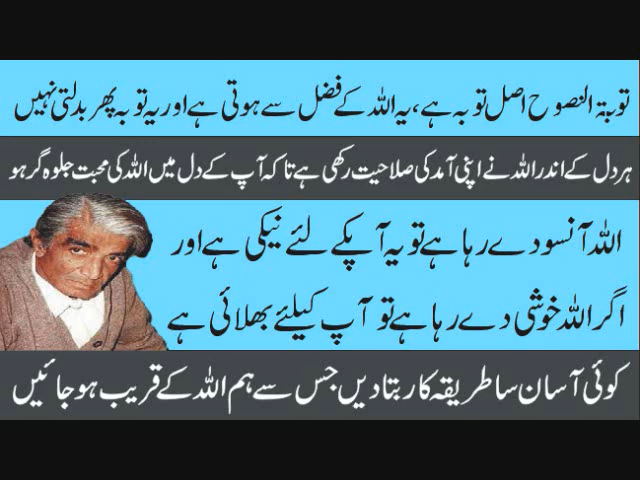 توبۃ النصوح اصل توبہ ہے، یہ اللہ کے فضل سے ہوتی ہے اور یہ توبہ پھر بدلتی نہیں
ہر دل کے اندر اللہ نے اپنی آمد کی صلاحیت رکھی ہے تاکہ آپ کے دل میں اللہ کی محبت جلوہ گر ہو
اللہ آنسو دے رہا ہے تو یہ آپکے لئے نیکی ہے اور
اگر اللہ خوشی دے رہا ہے تو آپ کیلئے بھلائی ہے
کوئی آسان سا طریقہ کار بتا دیں جس سے ہم اللہ کے قریب ہو جائیں